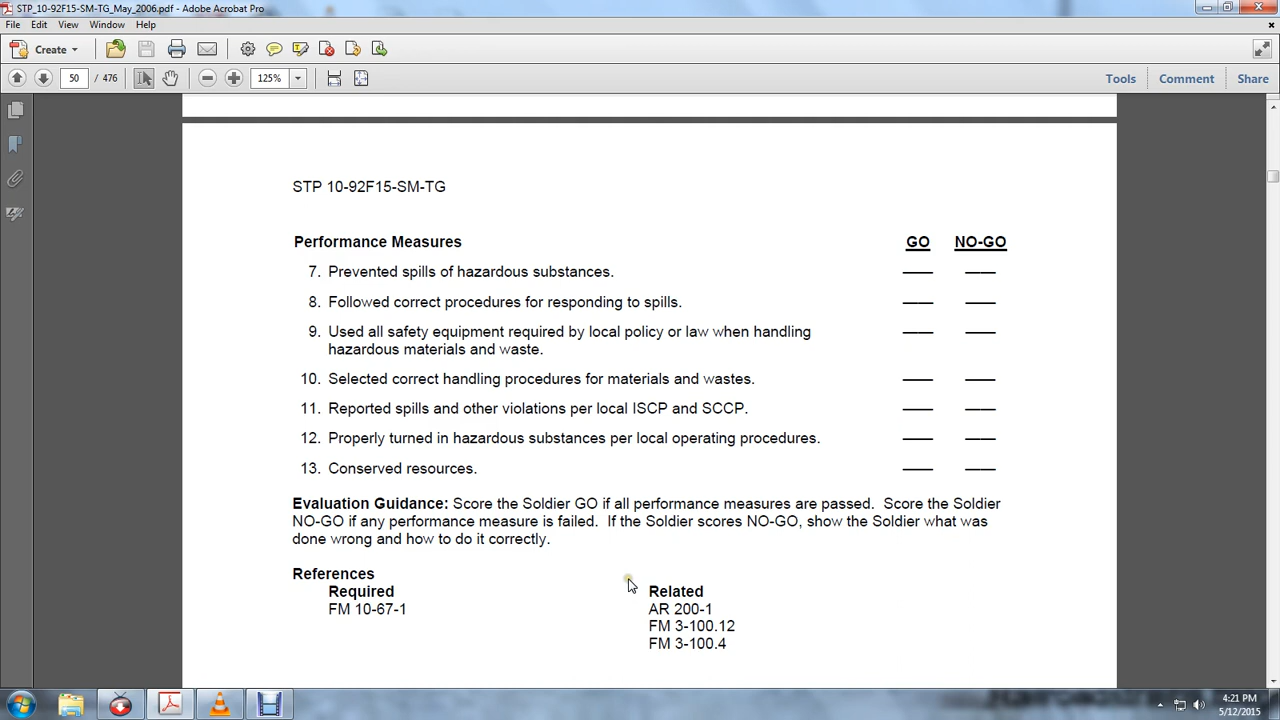 STP_10-92F15-SM-TG_May_2006.pdf - Adobe Acrobat Pro
File Edit View Window Help
Create
50 / 476 125% Tools Comment Share
STP 10-92F15-SM-TG
Performance Measures GO NO-GO
7. Prevented spills of hazardous substances.
8. Followed correct procedures for responding to spills.
9. Used all safety equipment required by local policy or law when handling
hazardous materials and waste.
10. Selected correct handling procedures for materials and wastes.
11. Reported spills and other violations per local ISCP and SCCP.
12. Properly turned in hazardous substances per local operating procedures.
13. Conserved resources.
Evaluation Guidance: Score the Soldier GO if all performance measures are passed. Score the Soldier
NO-GO if any performance measure is failed. If the Soldier scores NO-GO, show the Soldier what was
done wrong and how to do it correctly.
References
Required Related
FM 10-67-1 AR 200-1
FM 3-100.12
FM 3-100.4
4:21 PM
5/12/2015